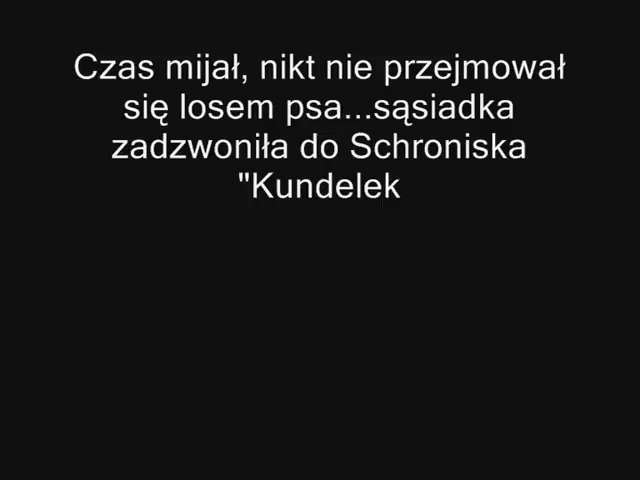 Czas mijał, nikt nie przejmował
się losem psa...sąsiadka
zadzwoniła do Schroniska
"Kundelek